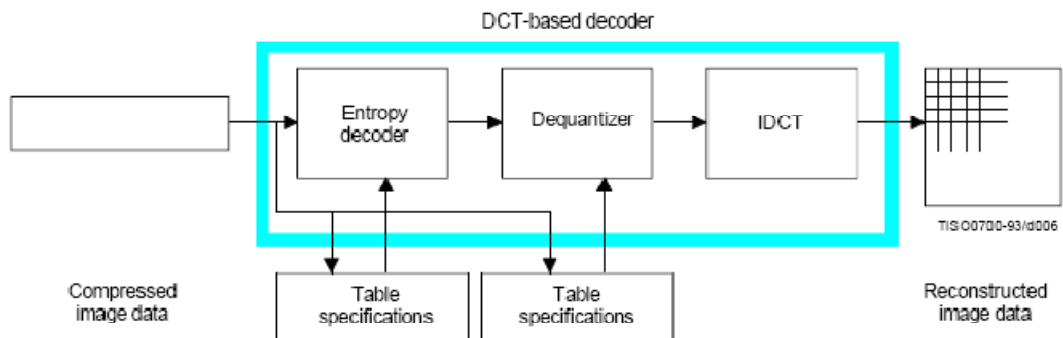 DCT-based decoder
Entropy
decoder
Dequantizer
IDCT
TISO0700-93/d006
Compressed
image data
Table
specifications
Table
specifications
Reconstructed
image data